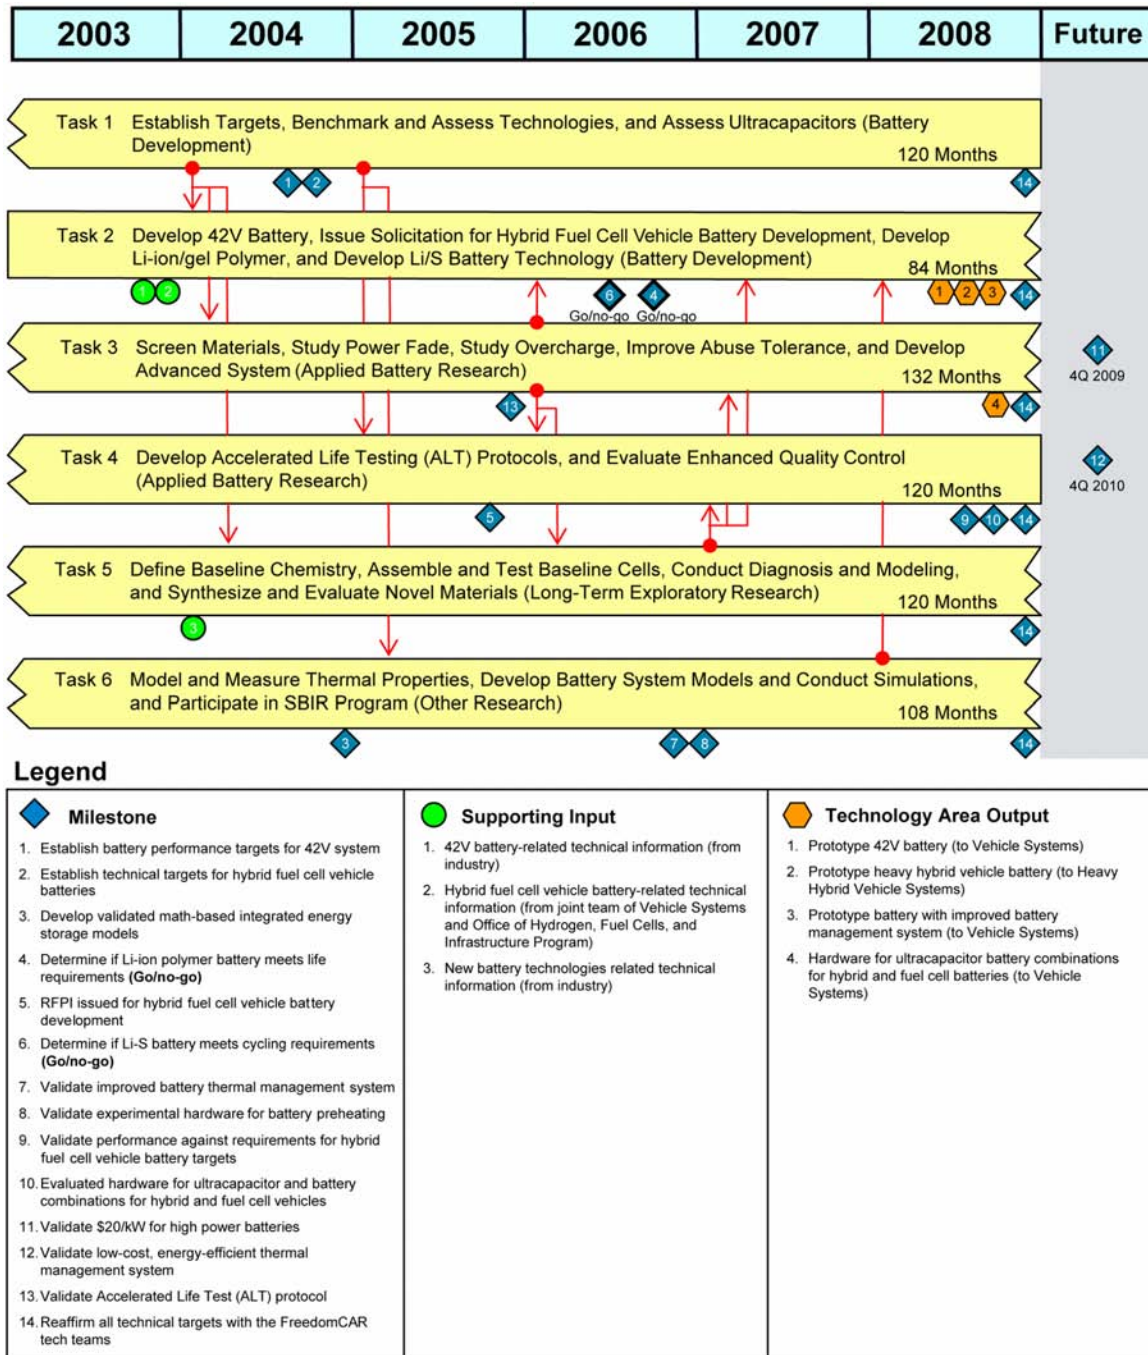 2003 2004 2005 2006 2007 2008 Future
Task 1 Establish Targets, Benchmark and Assess Technologies, and Assess Ultracapacitors (Battery
Development)
120 Months
1 2 14
Task 2 Develop 42V Battery, Issue Solicitation for Hybrid Fuel Cell Vehicle Battery Development, Develop
Li-ion/gel Polymer, and Develop Li/S Battery Technology (Battery Development)
84 Months
1 2 6 4 1 2 3 14
Go/no-go Go/no-go
Task 3 Screen Materials, Study Power Fade, Study Overcharge, Improve Abuse Tolerance, and Develop
Advanced System (Applied Battery Research)
132 Months
11
4Q 2009
13 4 14
Task 4 Develop Accelerated Life Testing (ALT) Protocols, and Evaluate Enhanced Quality Control
(Applied Battery Research)
120 Months
12
4Q 2010
5 9 10 14
Task 5 Define Baseline Chemistry, Assemble and Test Baseline Cells, Conduct Diagnosis and Modeling,
and Synthesize and Evaluate Novel Materials (Long-Term Exploratory Research)
120 Months
3 14
Task 6 Model and Measure Thermal Properties, Develop Battery System Models and Conduct Simulations,
and Participate in SBIR Program (Other Research)
108 Months
3 7 8 14
Legend
Milestone
1. Establish battery performance targets for 42V system
2. Establish technical targets for hybrid fuel cell vehicle
batteries
3. Develop validated math-based integrated energy
storage models
4. Determine if Li-ion polymer battery meets life
requirements (Go/no-go)
5. RFPI issued for hybrid fuel cell vehicle battery
development
6. Determine if Li-S battery meets cycling requirements
(Go/no-go)
7. Validate improved battery thermal management system
8. Validate experimental hardware for battery preheating
9. Validate performance against requirements for hybrid
fuel cell vehicle battery targets
10. Evaluated hardware for ultracapacitor and battery
combinations for hybrid and fuel cell vehicles
11. Validate $20/kW for high power batteries
12. Validate low-cost, energy-efficient thermal
management system
13. Validate Accelerated Life Test (ALT) protocol
14. Reaffirm all technical targets with the FreedomCAR
tech teams
Supporting Input
1. 42V battery-related technical information (from
industry)
2. Hybrid fuel cell vehicle battery-related technical
information (from joint team of Vehicle Systems
and Office of Hydrogen, Fuel Cells, and
Infrastructure Program)
3. New battery technologies related technical
information (from industry)
Technology Area Output
1. Prototype 42V battery (to Vehicle Systems)
2. Prototype heavy hybrid vehicle battery (to Heavy
Hybrid Vehicle Systems)
3. Prototype battery with improved battery
management system (to Vehicle Systems)
4. Hardware for ultracapacitor battery combinations
for hybrid and fuel cell batteries (to Vehicle
Systems)